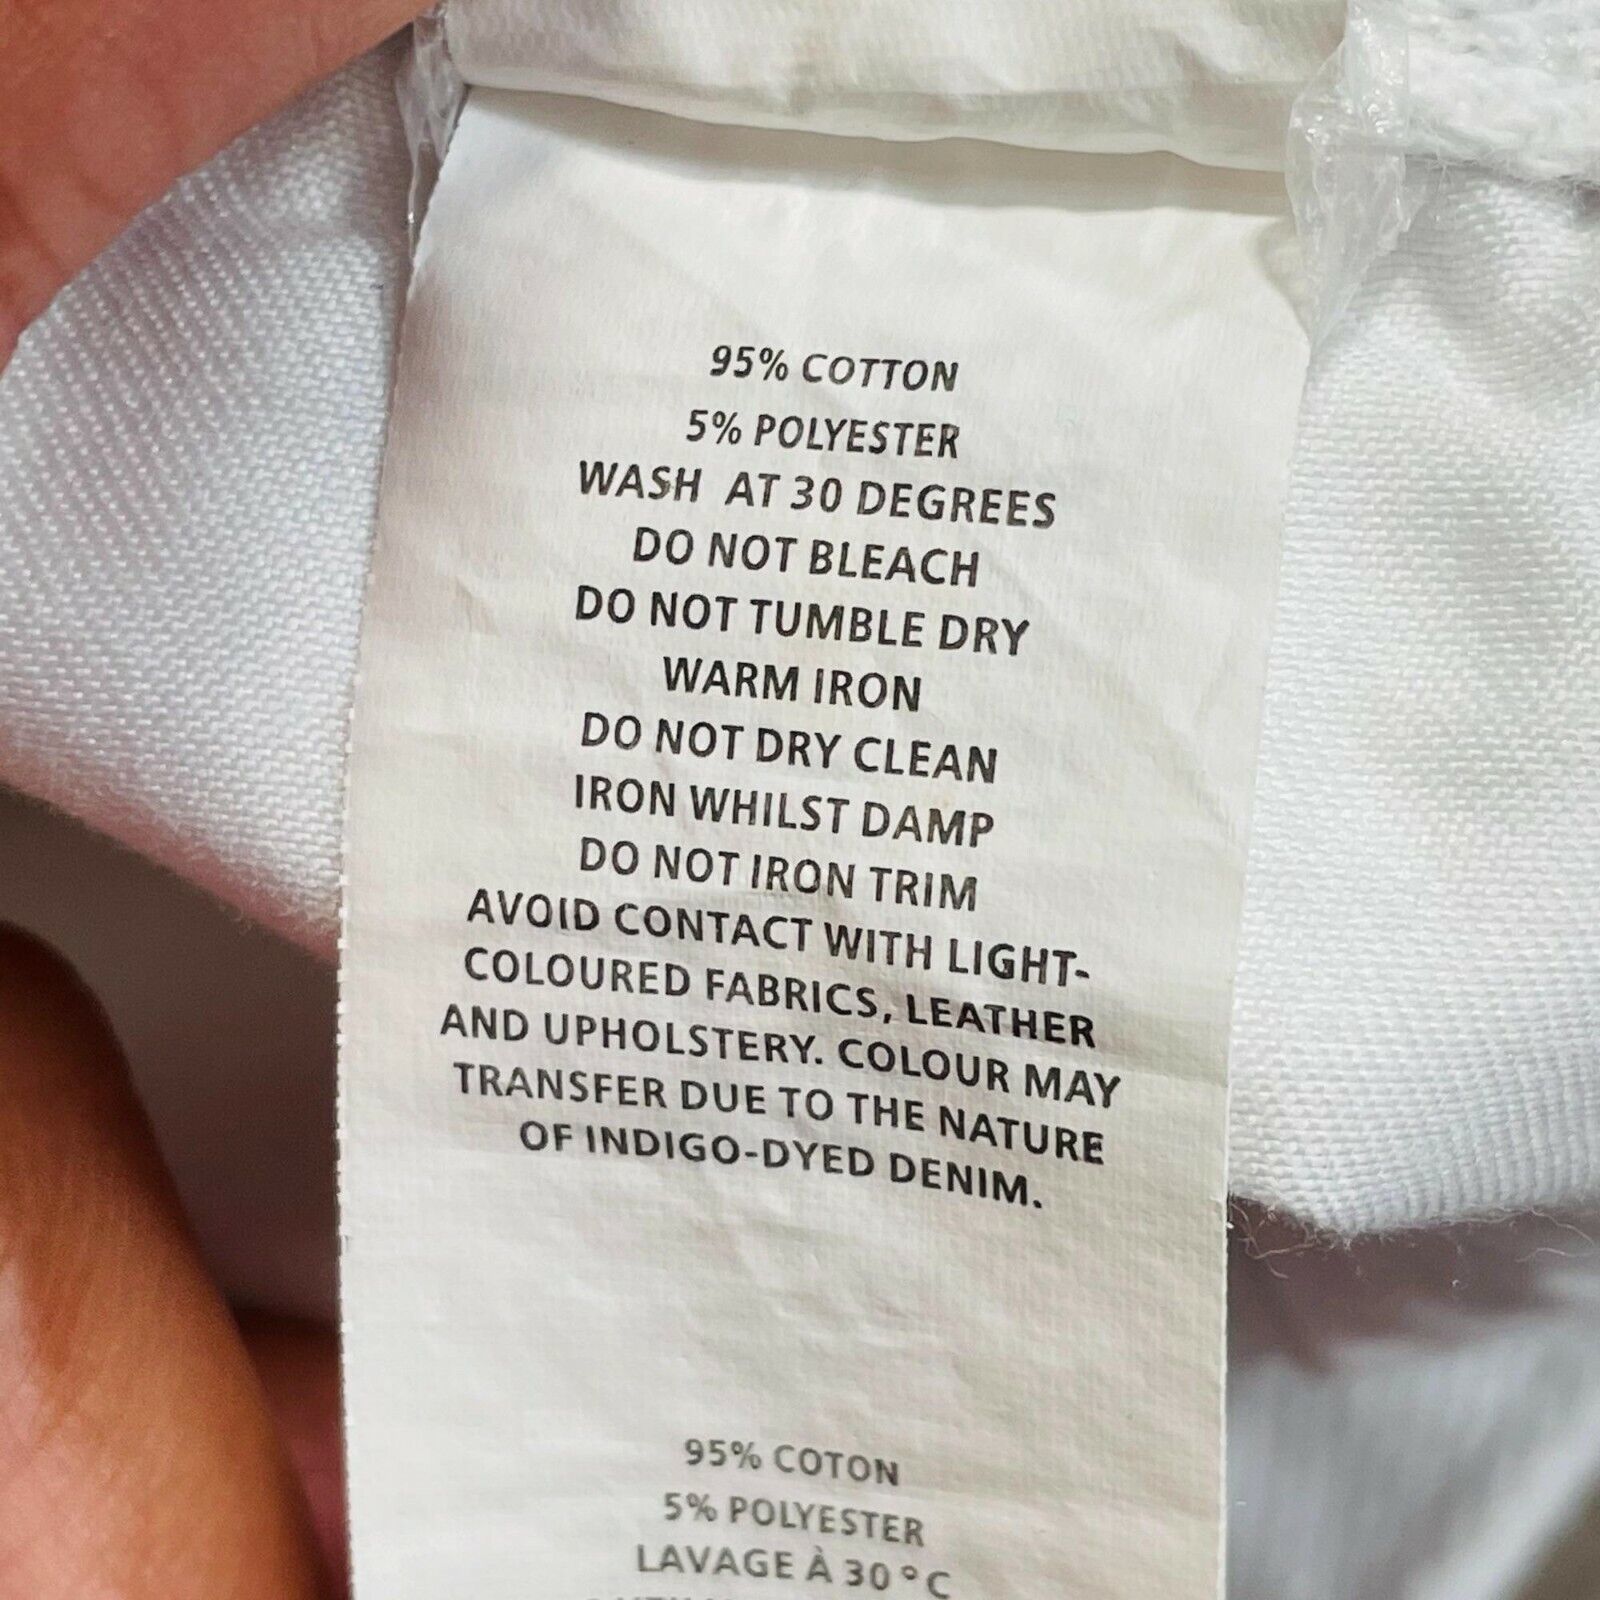 95% COTTON
5% POLYESTER
WASH AT 30 DEGREES
DO NOT BLEACH
DO NOT TUMBLE DRY
WARM IRON
DO NOT DRY CLEAN
IRON WHILST DAMP
DO NOT IRON TRIM
AVOID CONTACT WITH LIGHT-
COLOURED FABRICS, LEATHER
AND UPHOLSTERY. COLOUR MAY
TRANSFER DUE TO THE NATURE
OF INDIGO-DYED DENIM.
95% COTON
5% POLYESTER
LAVAGE À 30°C